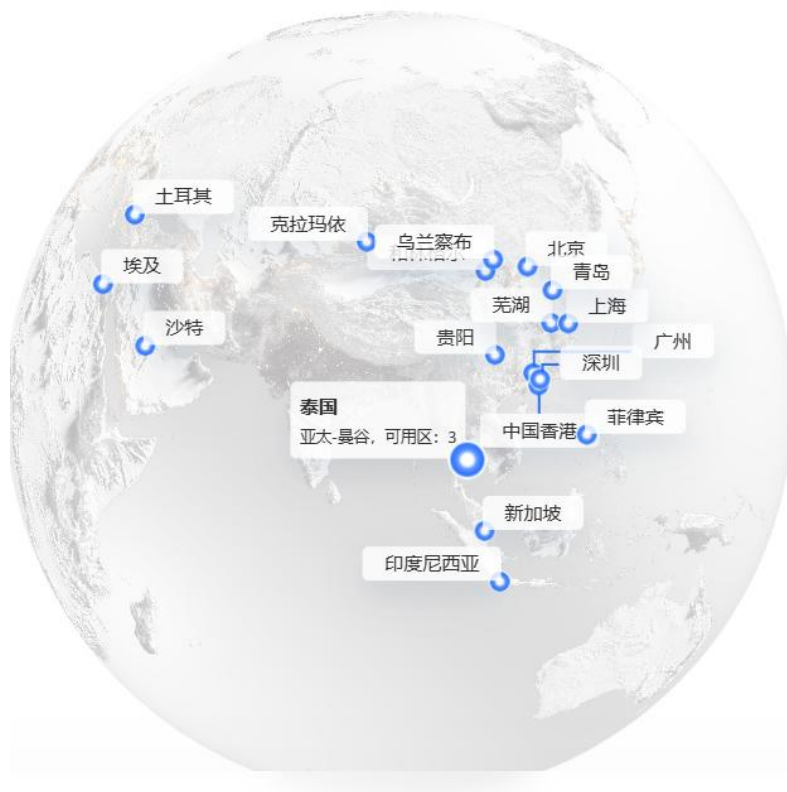 土耳其
克拉玛依
乌兰察布
北京
埃及
青岛
芜湖
上海
沙特
贵阳
广州
深圳
泰国
亚太-曼谷，可用区：3
中国香港
菲律宾
新加坡
印度尼西亚